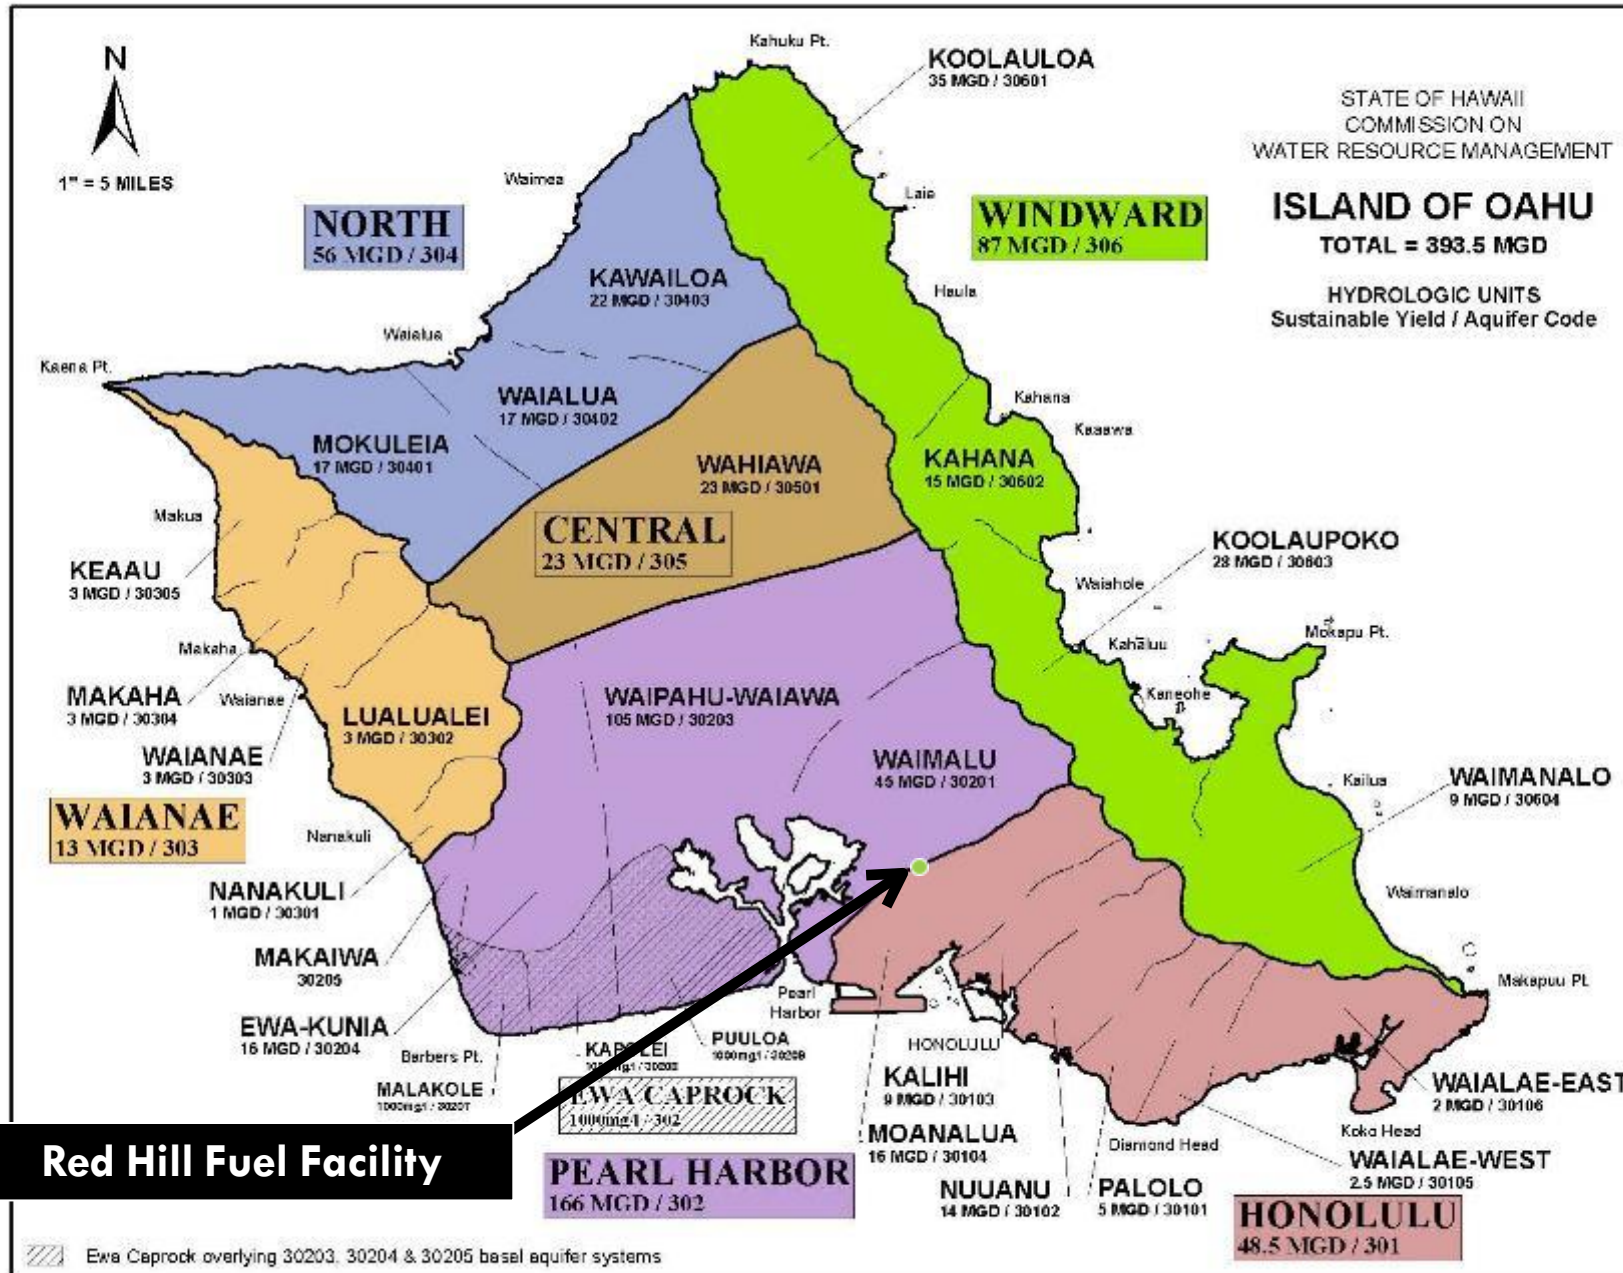 Kahuku Pt.
N
1" = 5 MILES
KOOLAULOA
35 MGD / 30601
STATE OF HAWAII
COMMISSION ON
WATER RESOURCE MANAGEMENT
ISLAND OF OAHU
TOTAL = 393.5 MGD
HYDROLOGIC UNITS
Sustainable Yield / Aquifer Code
Waimea
Laie
NORTH
56 MGD / 304
WINDWARD
87 MGD / 306
KAWAILOA
22 MGD / 30403
Haula
Waialua
Kaena Pt.
WAIALUA
17 MGD / 30402
Kahana
Kaaawa
MOKULEIA
17 MGD / 30401
WAHIAWA
23 MGD / 30501
KAHANA
15 MGD / 30602
Makua
CENTRAL
23 MGD / 305
KOOLAUPOKO
28 MGD / 30603
KEAAU
3 MGD / 30305
Waiahole
Mokapu Pt.
Makaha
Kahaluu
MAKAHA
3 MGD / 30304
Waianae
Kaneohe
WAIPAHU-WAIAWA
105 MGD / 30203
LUALUALEI
3 MGD / 30302
WAIANAE
3 MGD / 30303
WAIMALU
45 MGD / 30201
Kailua
WAIMANALO
9 MGD / 30604
WAIANAE
13 MGD / 303
Nanakuli
NANAKULI
1 MGD / 30301
Waimanalo
MAKAIWA
30205
Makapuu Pt.
Pearl
Harbor
EWA-KUNIA
16 MGD / 30204
Barbers Pt.
KAPOLEI
PUULOA
1000mg/l / 30209
HONOLULU
MALAKOLE
1000mg/l / 30207
EWA CAPROCK
1000mg/l / 302
KALIHI
9 MGD / 30103
WAIALAE-EAST
2 MGD / 30106
Koko Head
MOANALUA
16 MGD / 30104
Diamond Head
Red Hill Fuel Facility
PEARL HARBOR
166 MGD / 302
WAIALAE-WEST
2.5 MGD / 30105
NUUANU
14 MGD / 30102
PALOLO
5 MGD / 30101
HONOLULU
48.5 MGD / 301
Ewa Caprock overlying 30203, 30204 & 30205 basal aquifer systems